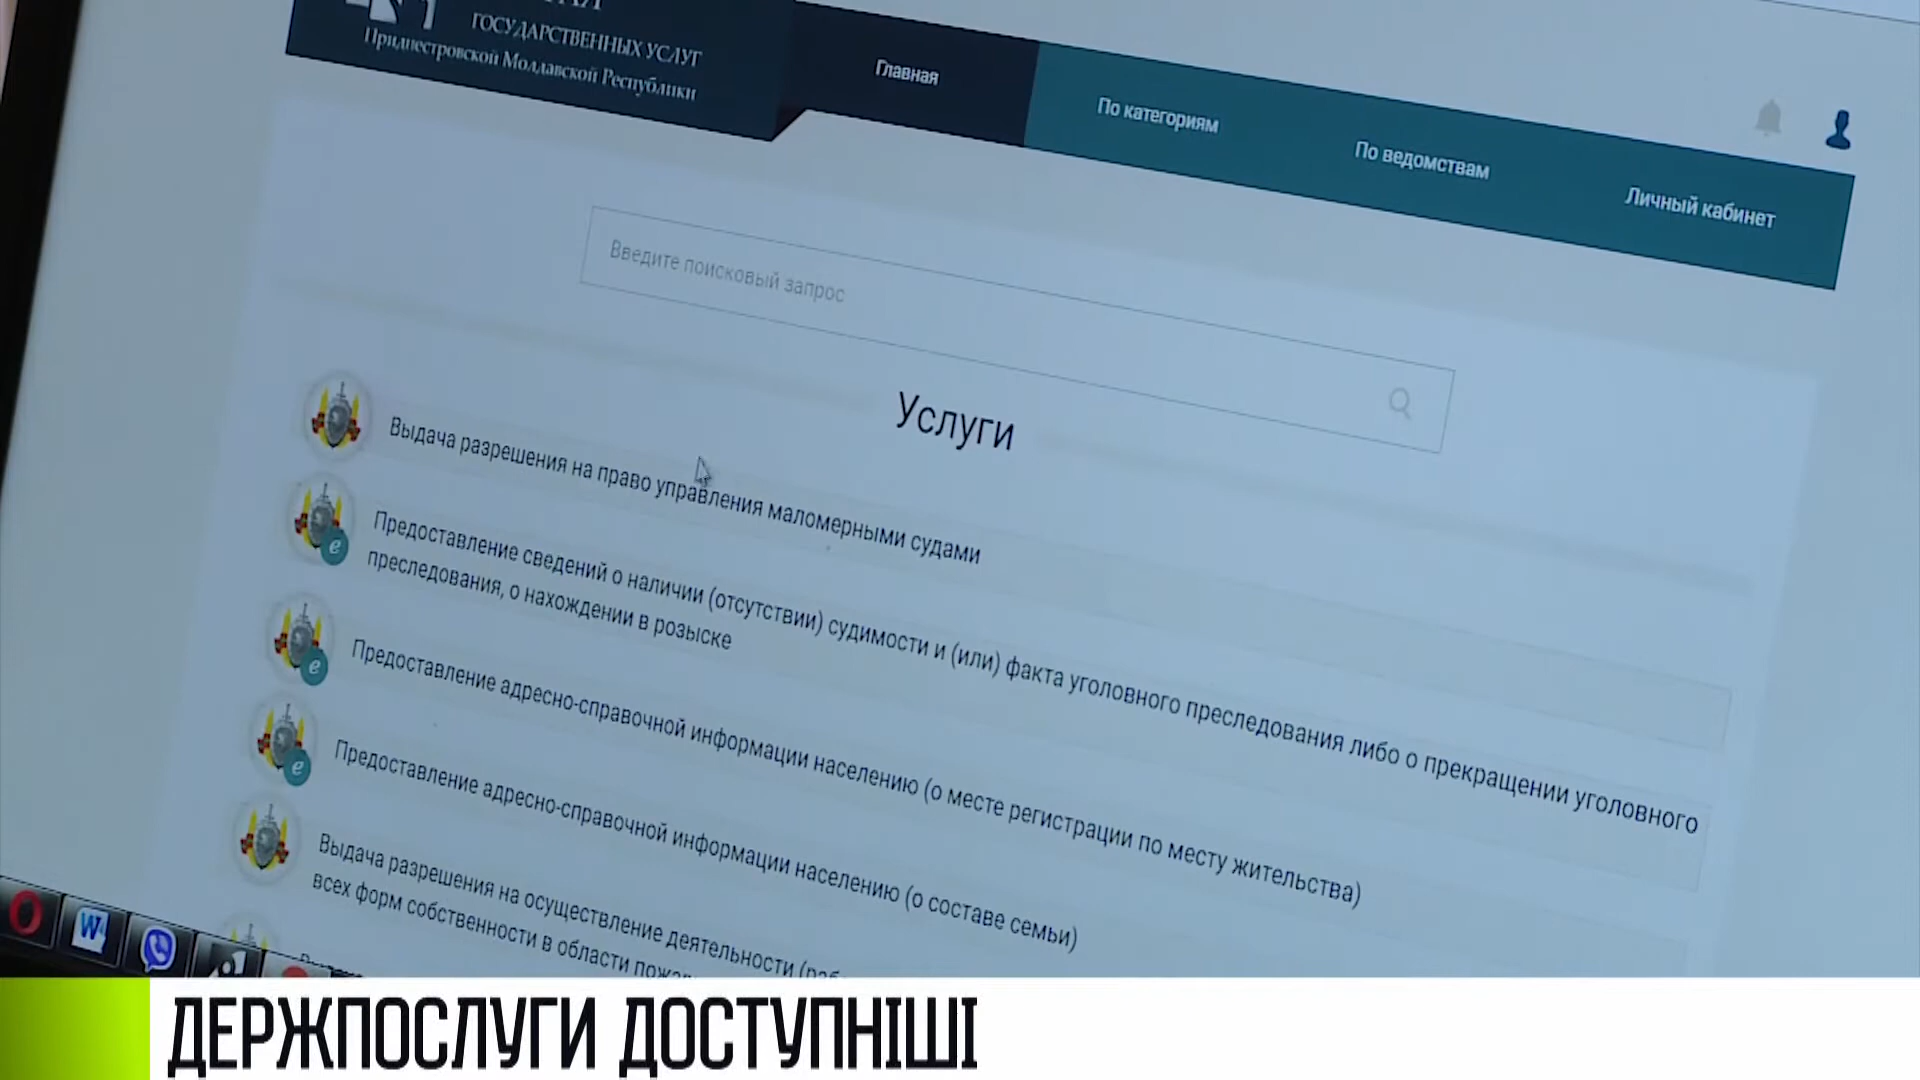 ГОСУДАРСТВЕННЫХ УСЛУГ
Приднестровской Молдавской Республики
Главная
По категориям
По ведомствам
Личный кабинет
Введите поисковый запрос
Услуги
Выдача разрешения на право управления маломерными судами
Предоставление сведений о наличии (отсутствии) судимости и (или) факта уголовного преследования либо о прекращении уголовного
преследования, о нахождении в розыске
Предоставление адресно-справочной информации населению (о месте регистрации по месту жительства)
Предоставление адресно-справочной информации населению (о составе семьи)
Выдача разрешения на осуществление деятельности
всех форм собственности в области
ДЕРЖПОСЛУГИ ДОСТУПНІШІ